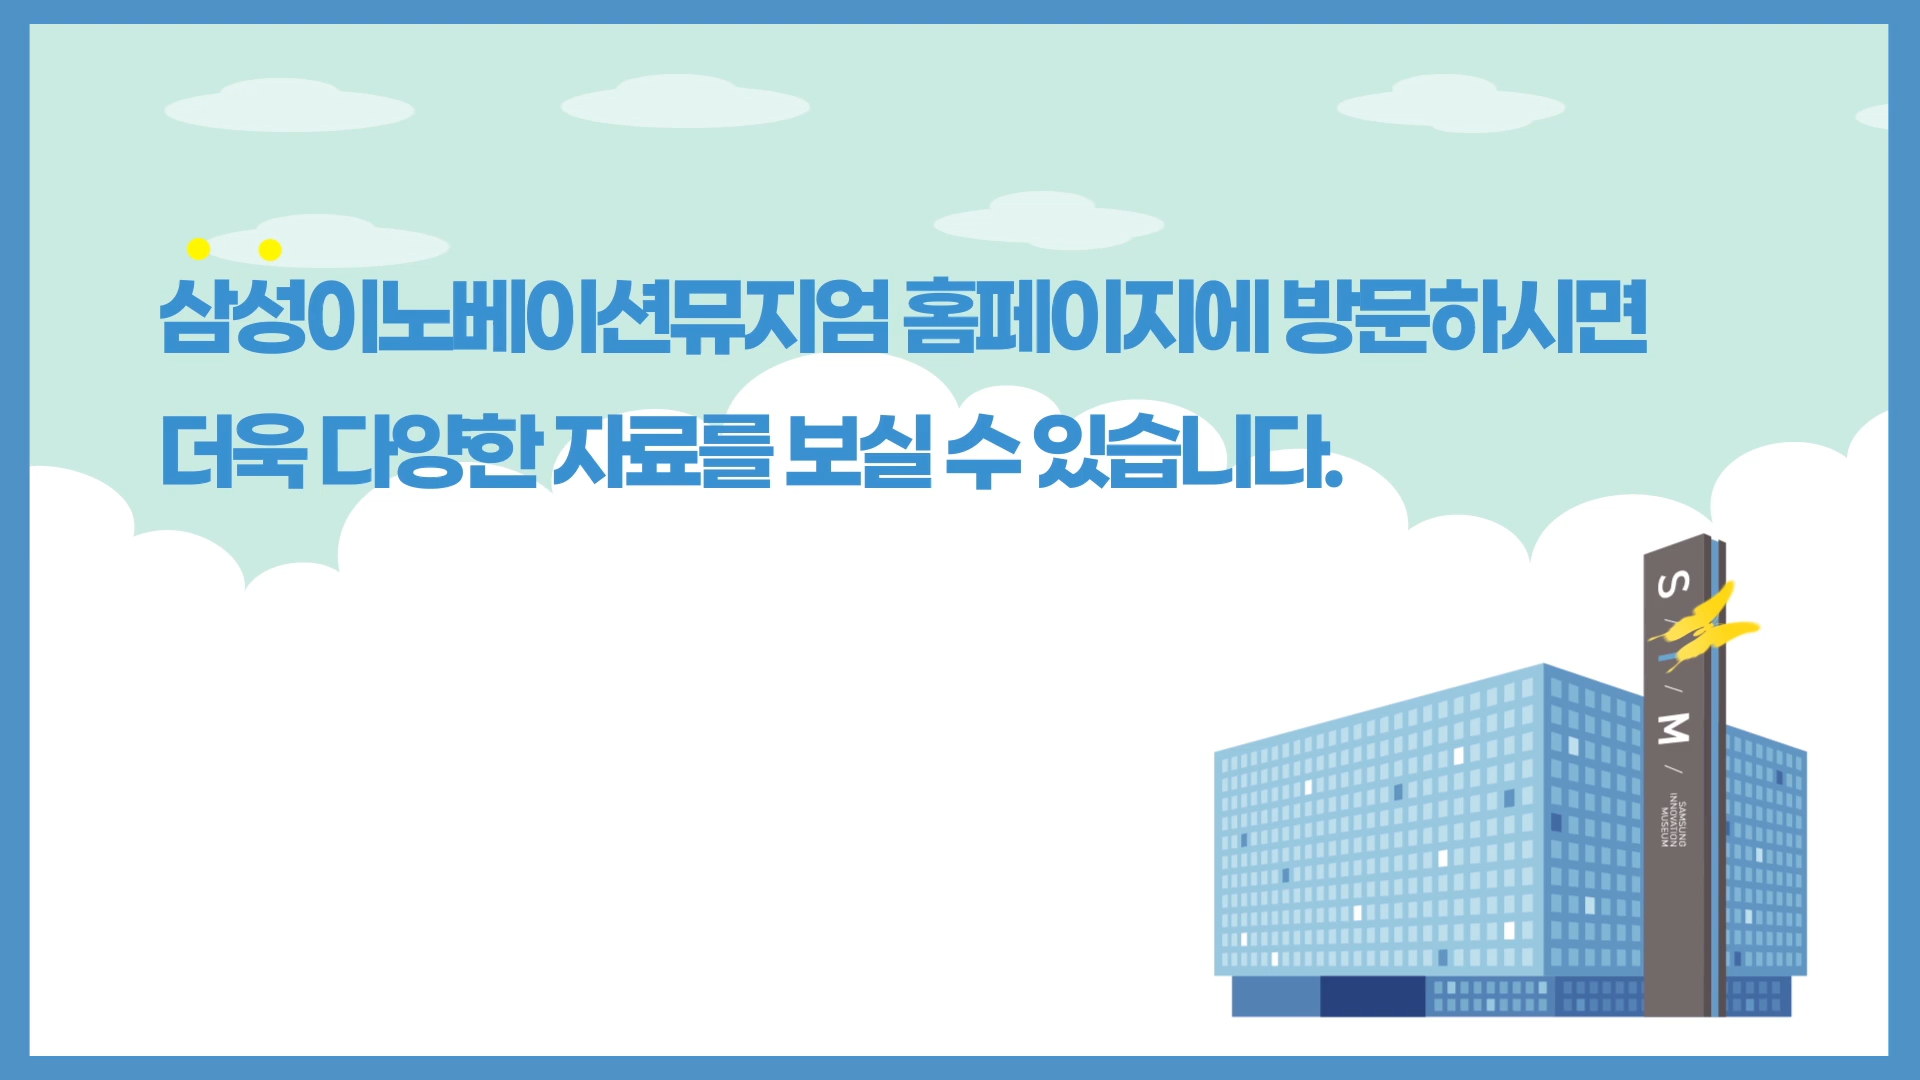 삼성이노베이션뮤지엄 홈페이지에 방문하시면
더욱 다양한 자료를 보실 수 있습니다.
S / I / M /
SAMSUNG
INNOVATION
MUSEUM